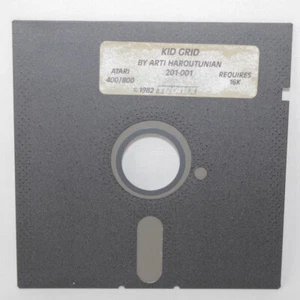 KID GRID
BY ARTI HAROUTUNIAN
ATARI 201-001 REQUIRES
400/800 16K
© 1982